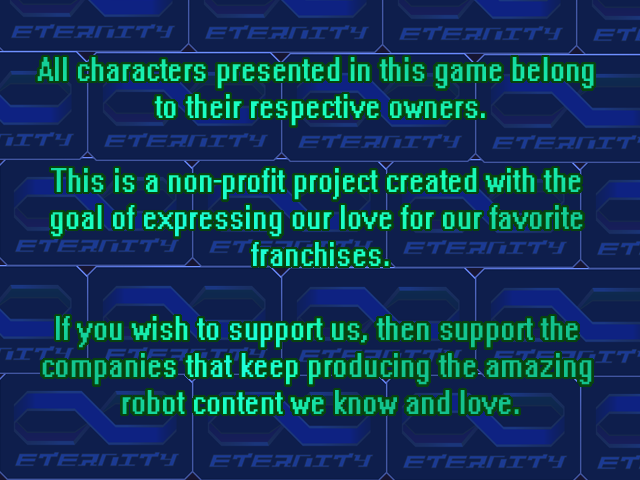 ETERNITY ETERNITY ETERNITY ETERNITY
All characters presented in this game belong
to their respective owners.
ETERNITY ETERNITY ETERNITY
This is a non-profit project created with the
goal of expressing our love for our favorite
ETERNITY ETERNITY ETERNITY
franchises.
If you wish to support us, then support the
companies that keep producing the amazing
robot content we know and love.
ETERNITY ETERNITY ETERNITY